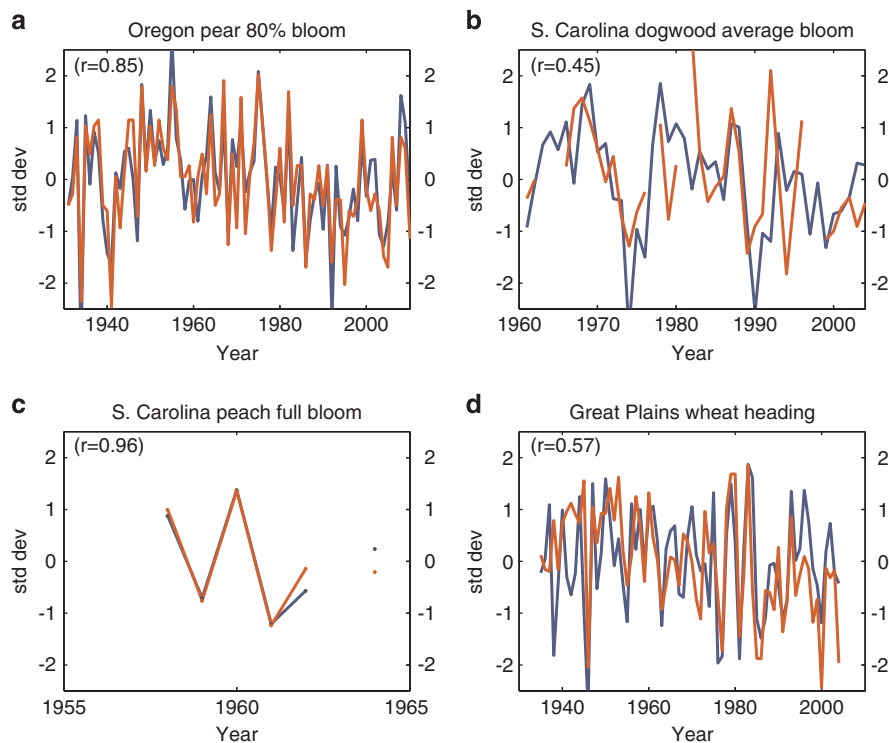 a
Oregon pear 80% bloom
(r=0.85)
2
1
0
-1
-2
2
1
0
-1
-2
std dev
1940
1960
1980
2000
Year
b
S. Carolina dogwood average bloom
(r=0.45)
2
1
0
-1
-2
2
1
0
-1
-2
std dev
1960
1970
1980
1990
2000
Year
c
S. Carolina peach full bloom
(r=0.96)
2
1
0
-1
-2
2
1
0
-1
-2
std dev
1955
1960
1965
Year
d
Great Plains wheat heading
(r=0.57)
2
1
0
-1
-2
2
1
0
-1
-2
std dev
1940
1960
1980
2000
Year